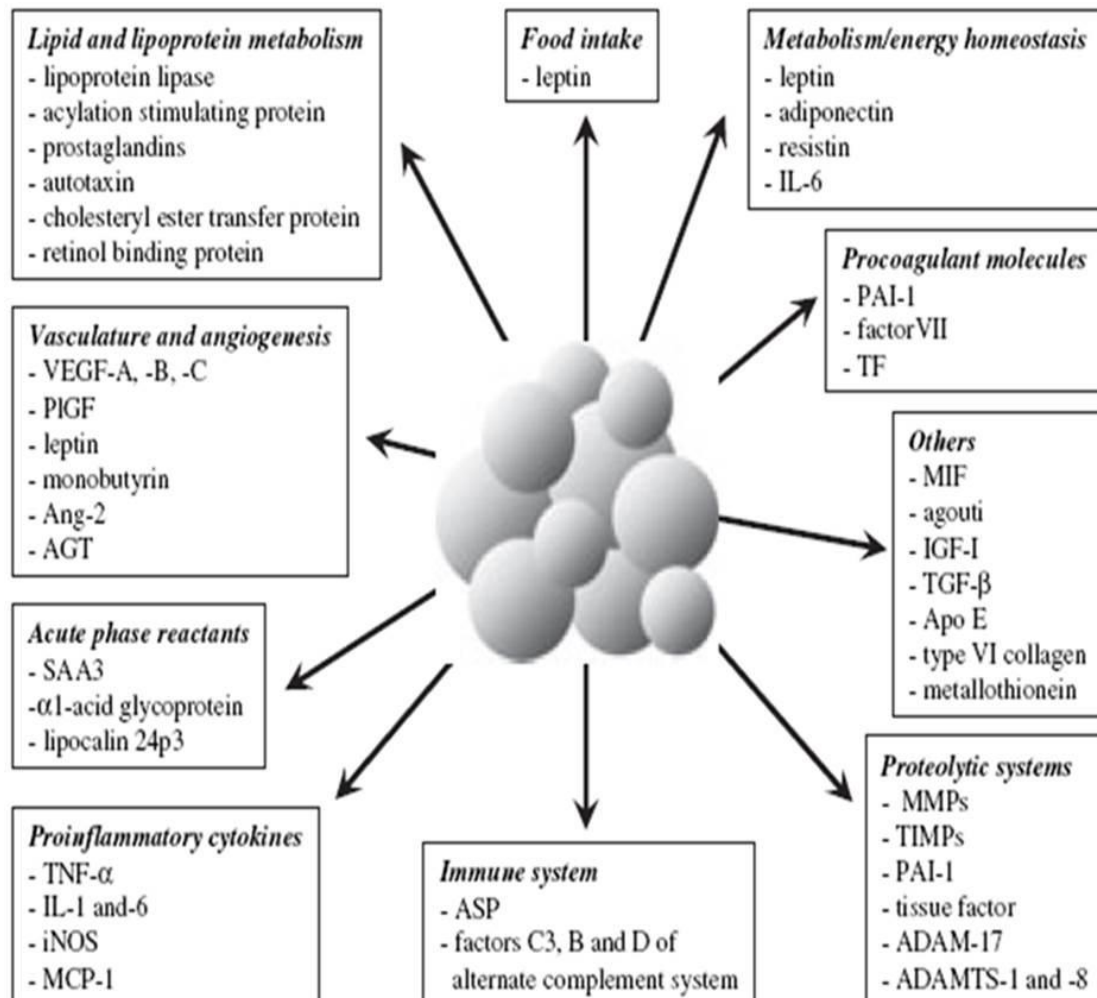 Lipid and lipoprotein metabolism
- lipoprotein lipase
- acylation stimulating protein
- prostaglandins
- autotaxin
- cholesteryl ester transfer protein
- retinol binding protein
Food intake
- leptin
Metabolism/energy homeostasis
- leptin
- adiponectin
- resistin
- IL-6
Procoagulant molecules
- PAI-1
- factor VII
- TF
Vasculature and angiogenesis
- VEGF-A, -B, -C
- PlGF
- leptin
- monobutyrin
- Ang-2
- AGT
Others
- MIF
- agouti
- IGF-I
- TGF-β
- Apo E
- type VI collagen
- metallothionein
Acute phase reactants
- SAA3
-α1-acid glycoprotein
- lipocalin 24p3
Proinflammatory cytokines
- TNF-α
- IL-1 and-6
- iNOS
- MCP-1
Immune system
- ASP
- factors C3, B and D of
alternate complement system
Proteolytic systems
- MMPs
- TIMPs
- PAI-1
- tissue factor
- ADAM-17
- ADAMTS-1 and -8